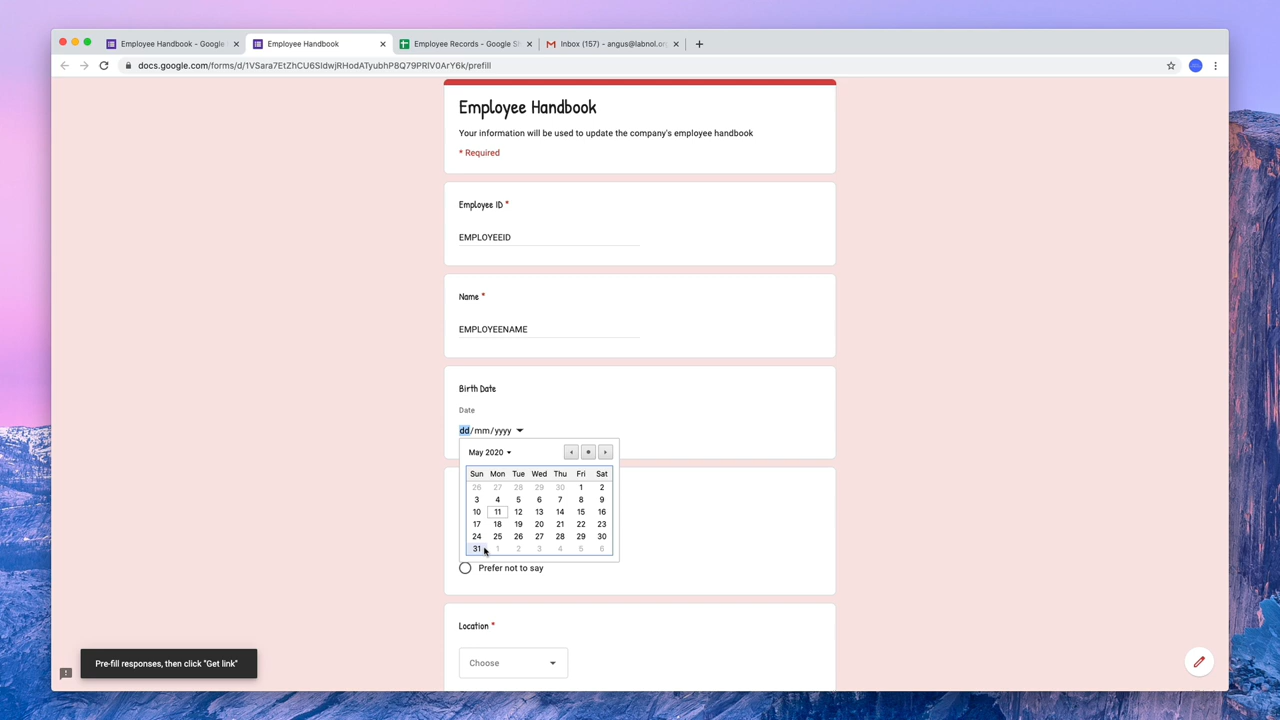 Employee Handbook - Google
Employee Handbook
Employee Records - Google Sh
Inbox (157) - angus@labnol.or
docs.google.com/forms/d/1VSara7EtZhCU6SidwjRHodATyubhP8Q79PRlV0ArY6k/prefill
Employee Handbook
Your information will be used to update the company's employee handbook
* Required
Employee ID *
EMPLOYEEID
Name *
EMPLOYEENAME
Birth Date
Date
dd/mm/yyyy
May 2020
Sun Mon Tue Wed Thu Fri Sat
26 27 28 29 30 1 2
3 4 5 6 7 8 9
10 11 12 13 14 15 16
17 18 19 20 21 22 23
24 25 26 27 28 29 30
31 1 2 3 4 5 6
Prefer not to say
Location *
Choose
Pre-fill responses, then click "Get link"